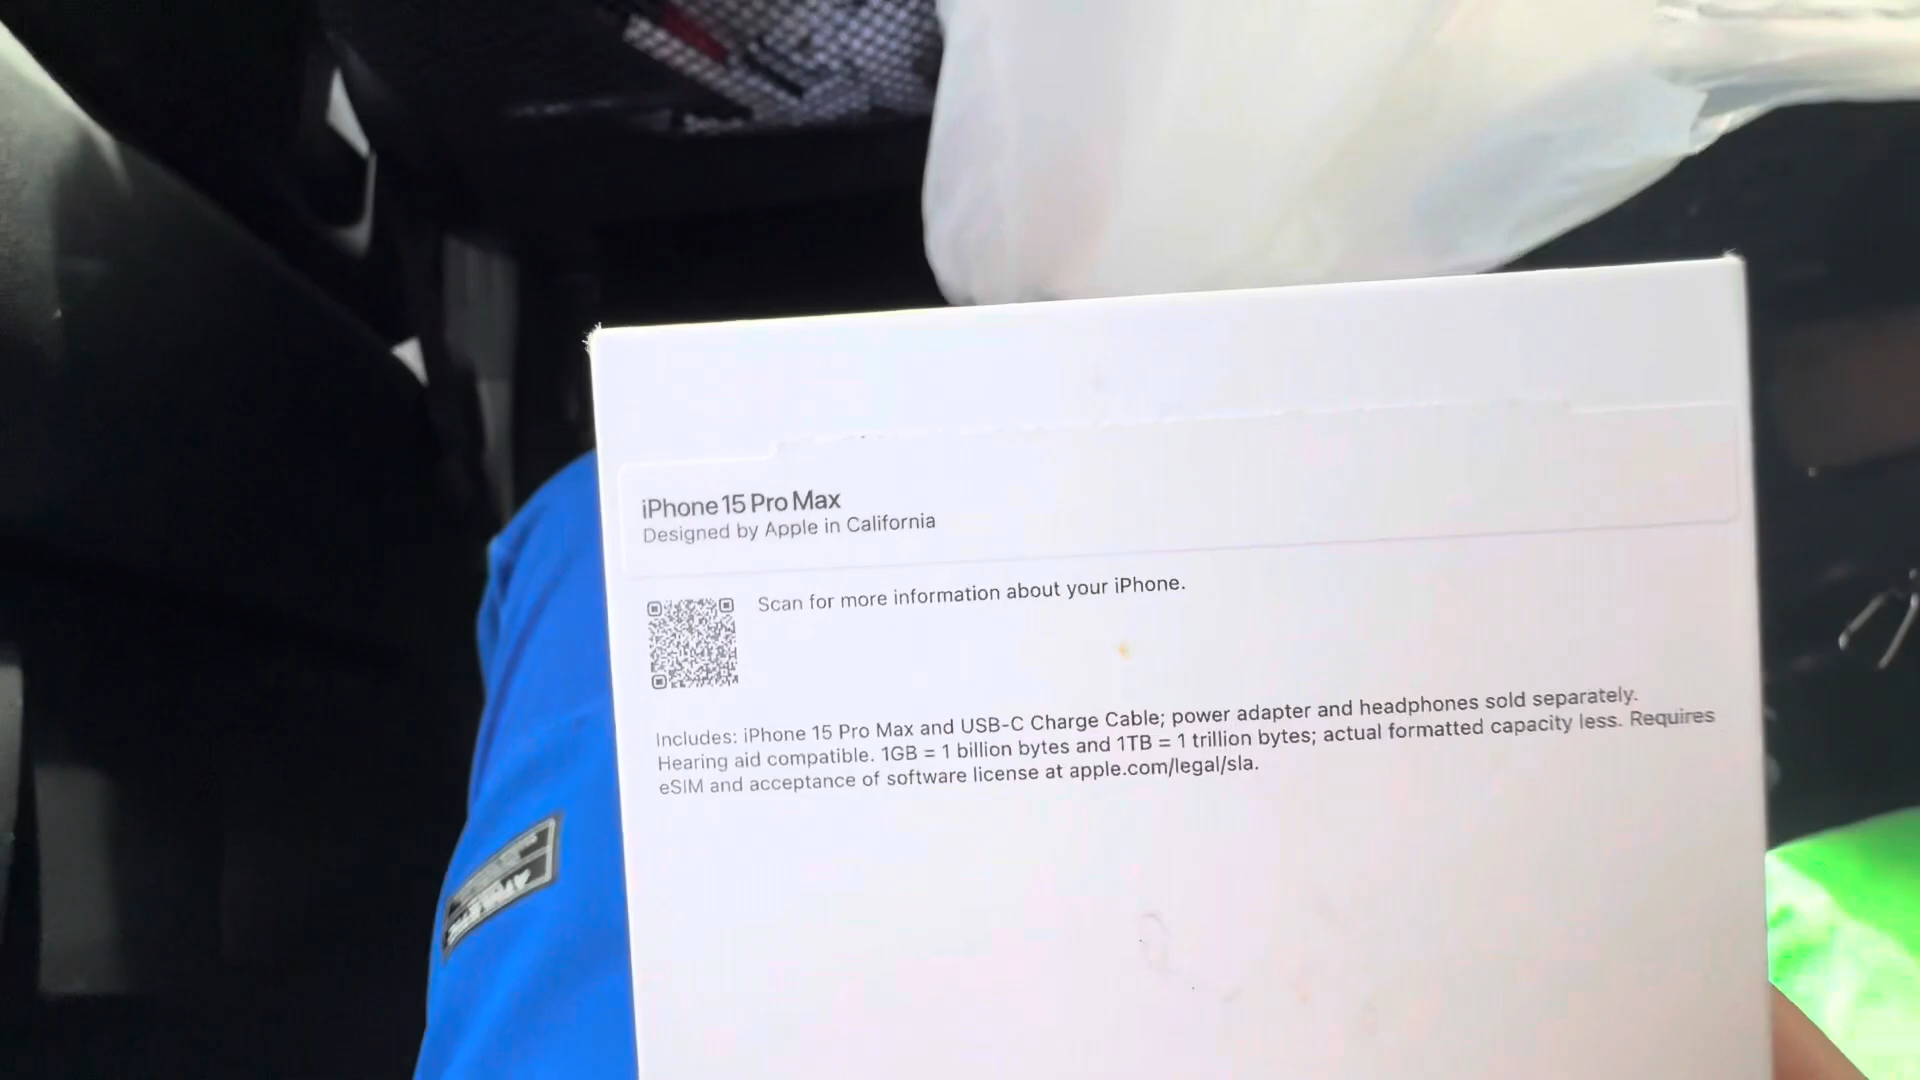 iPhone 15 Pro Max
Designed by Apple in California
Scan for more information about your iPhone.
Includes: iPhone 15 Pro Max and USB-C Charge Cable; power adapter and headphones sold separately.
Hearing aid compatible. 1GB = 1 billion bytes and 1TB = 1 trillion bytes; actual formatted capacity less. Requires
eSIM and acceptance of software license at apple.com/legal/sla.